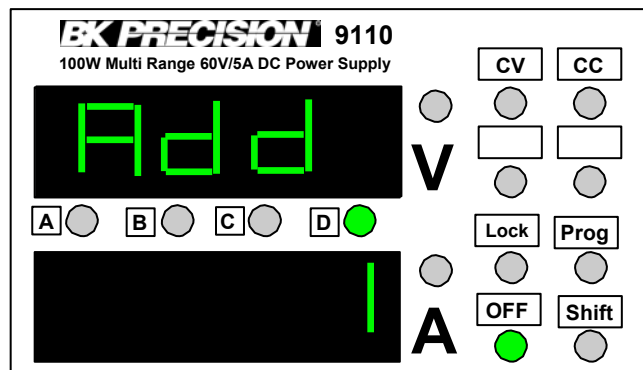 BK PRECISION® 9110
100W Multi Range 60V/5A DC Power Supply
CV CC
Add
V
A B C D
Lock Prog
1
A
OFF Shift